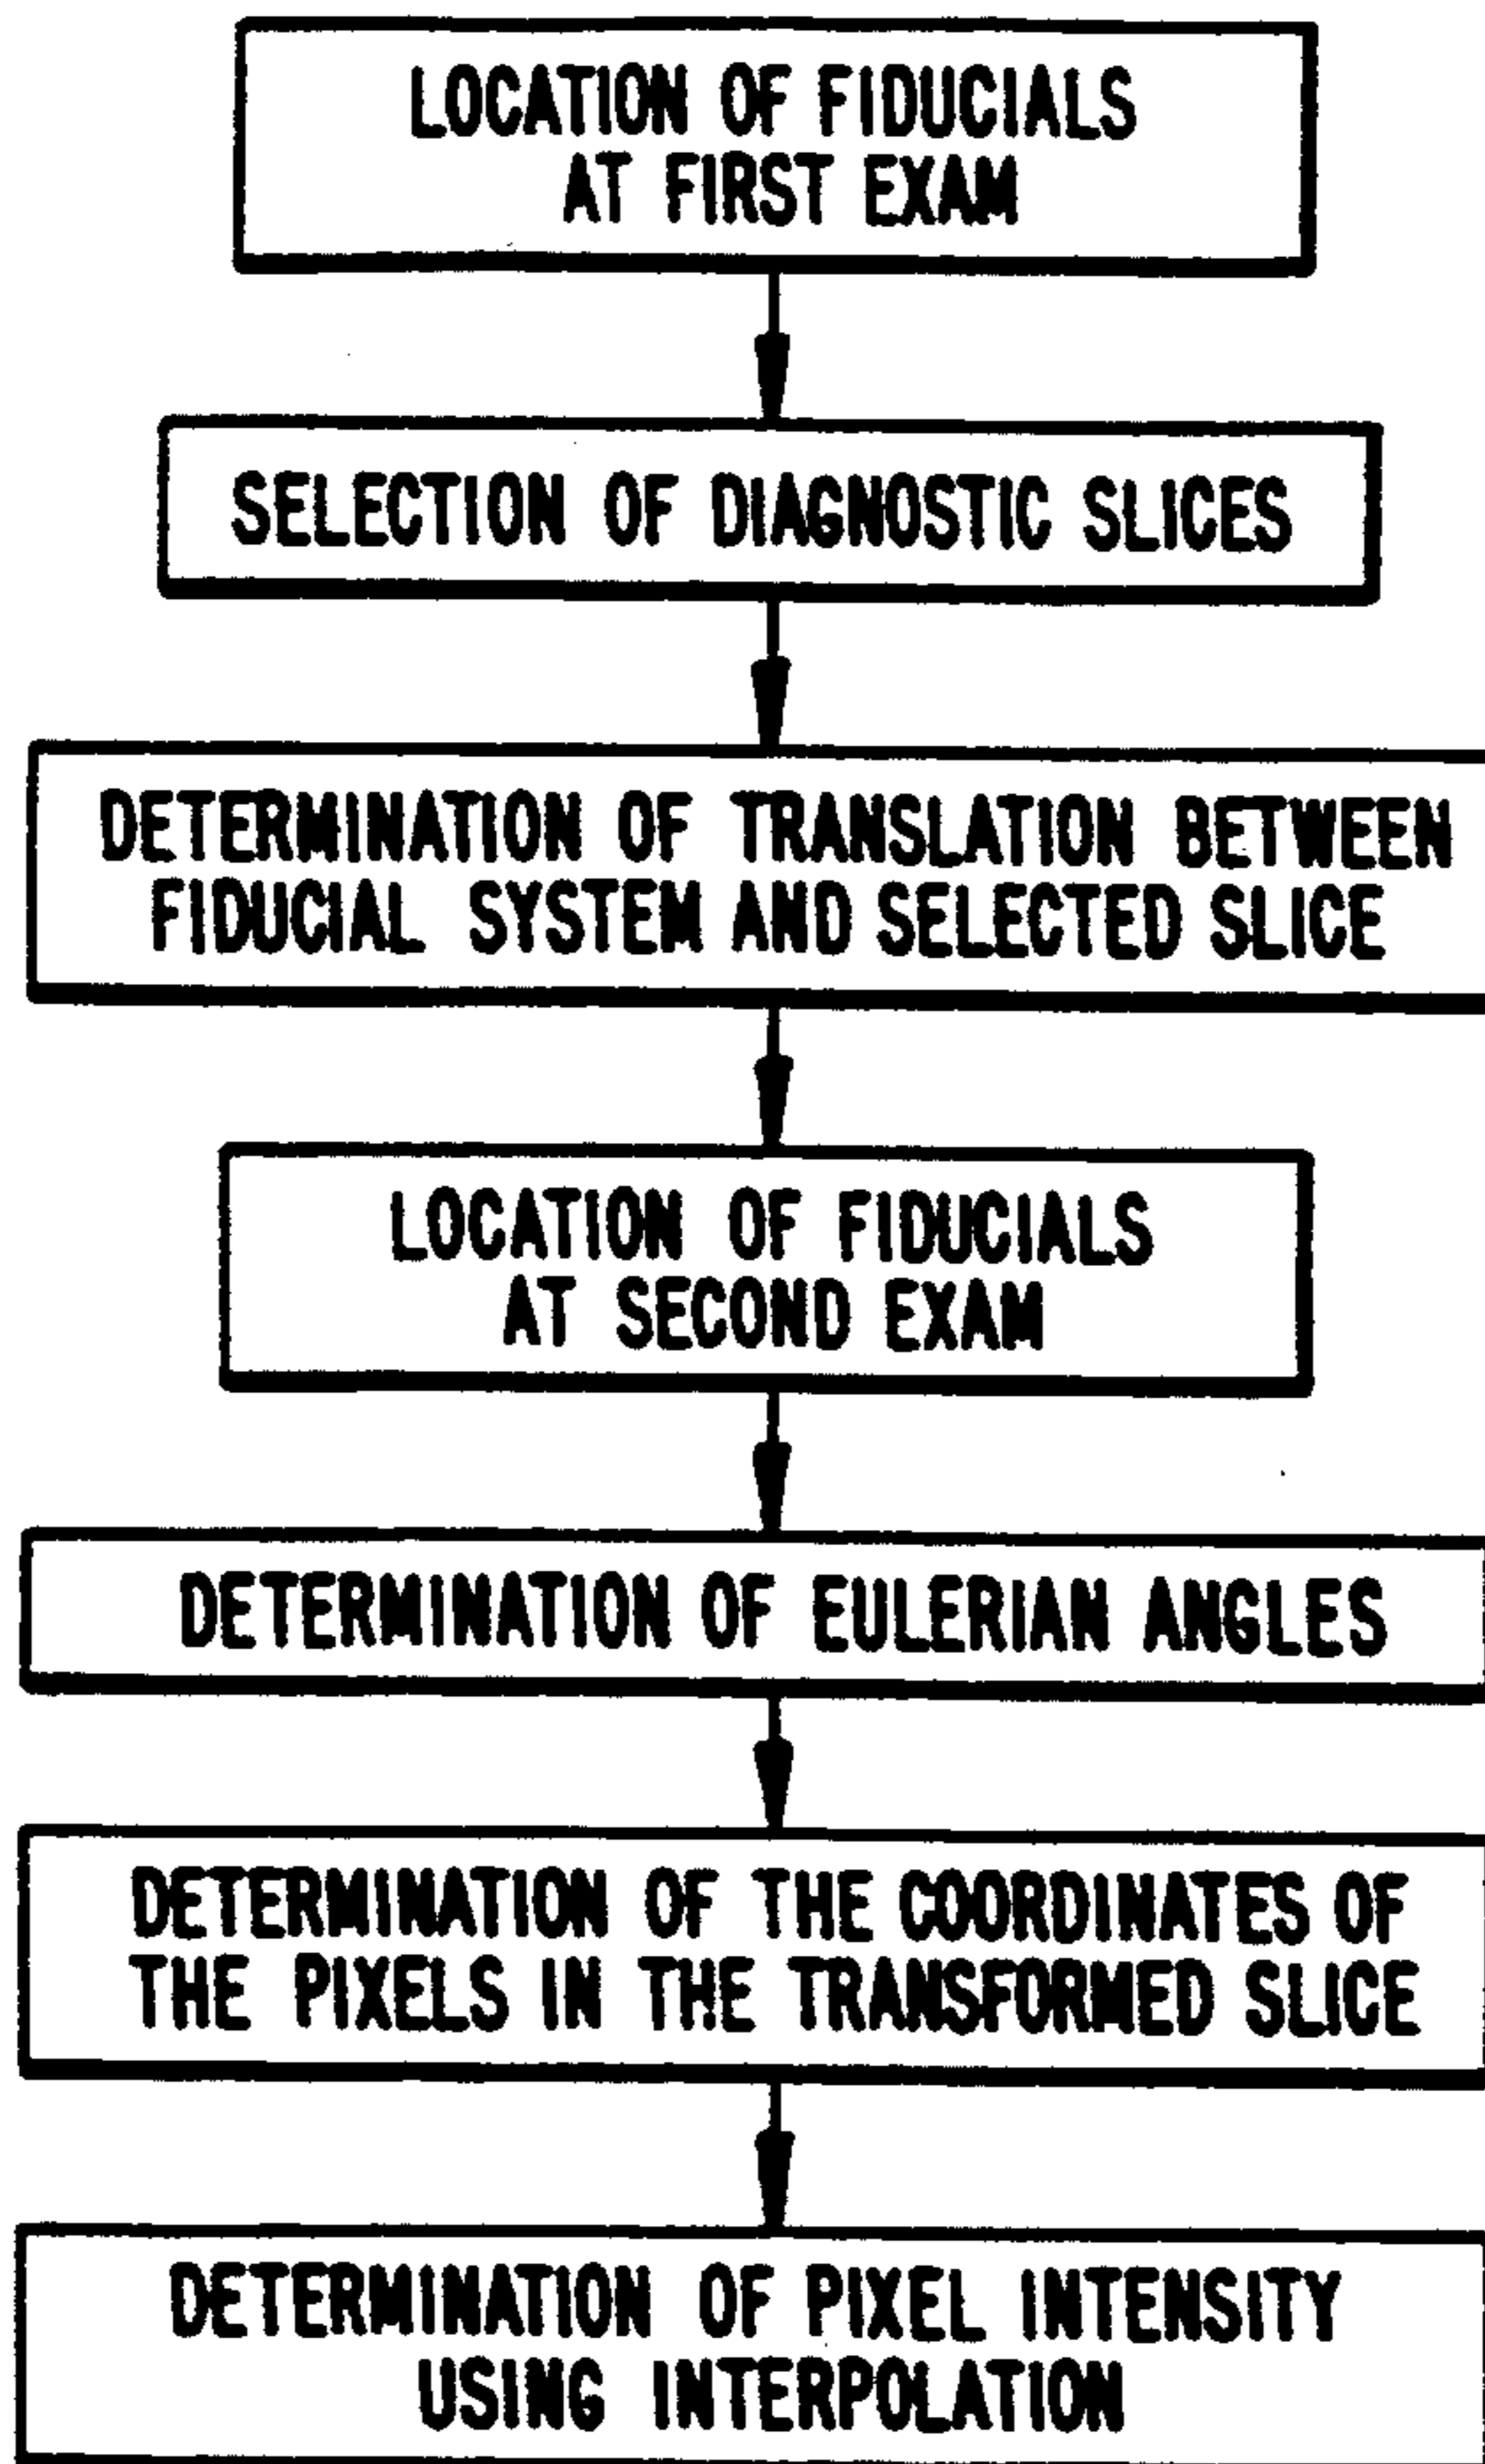 LOCATION OF FIDUCIALS
AT FIRST EXAM
SELECTION OF DIAGNOSTIC SLICES
DETERMINATION OF TRANSLATION BETWEEN
FIDUCIAL SYSTEM AND SELECTED SLICE
LOCATION OF FIDUCIALS
AT SECOND EXAM
DETERMINATION OF EULERIAN ANGLES
DETERMINATION OF THE COORDINATES OF
THE PIXELS IN THE TRANSFORMED SLICE
DETERMINATION OF PIXEL INTENSITY
USING INTERPOLATION